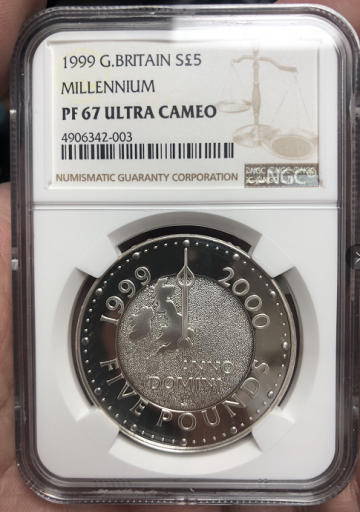 1999 G.BRITAIN S£5
MILLENNIUM
PF 67 ULTRA CAMEO
4906342-003
NUMISMATIC GUARANTY CORPORATION
NGC
1999
2000
ANNO
DOMINI
FIVE POUNDS